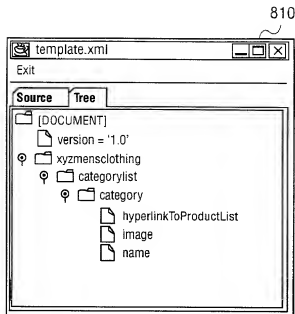 810
template.xml
Exit
Source Tree
[DOCUMENT]
version = '1.0'
xyzmensclothing
categorylist
category
hyperlinkToProductList
image
name